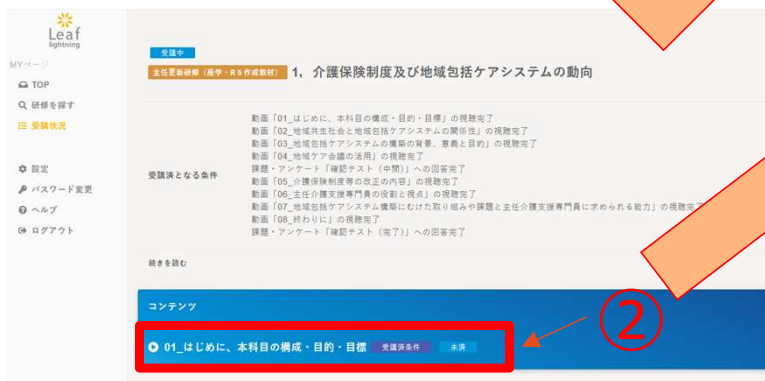 Leaf
lightning
MYページ
TOP
研修を探す
受講状況
設定
パスワード変更
ヘルプ
ログアウト
受講中
主任更新研修（座学・R5作成教材） 1，介護保険制度及び地域包括ケアシステムの動向
受講済となる条件
動画「01_はじめに、本科目の構成・目的・目標」の視聴完了
動画「02_地域共生社会と地域包括ケアシステムの関係性」の視聴完了
動画「03_地域包括ケアシステムの構築の背景、意義と目的」の視聴完了
動画「04_地域ケア会議の活用」の視聴完了
課題・アンケート「確認テスト（中間）」への回答完了
動画「05_介護保険制度等の改正の内容」の視聴完了
動画「06_主任介護支援専門員の役割と視点」の視聴完了
動画「07_地域包括ケアシステム構築にむけた取り組みや課題と主任介護支援専門員に求められる能力」の視聴完了
動画「08_終わりに」の視聴完了
課題・アンケート「確認テスト（完了）」への回答完了
続きを読む
コンテンツ
01_はじめに、本科目の構成・目的・目標 受講済条件 未済
②